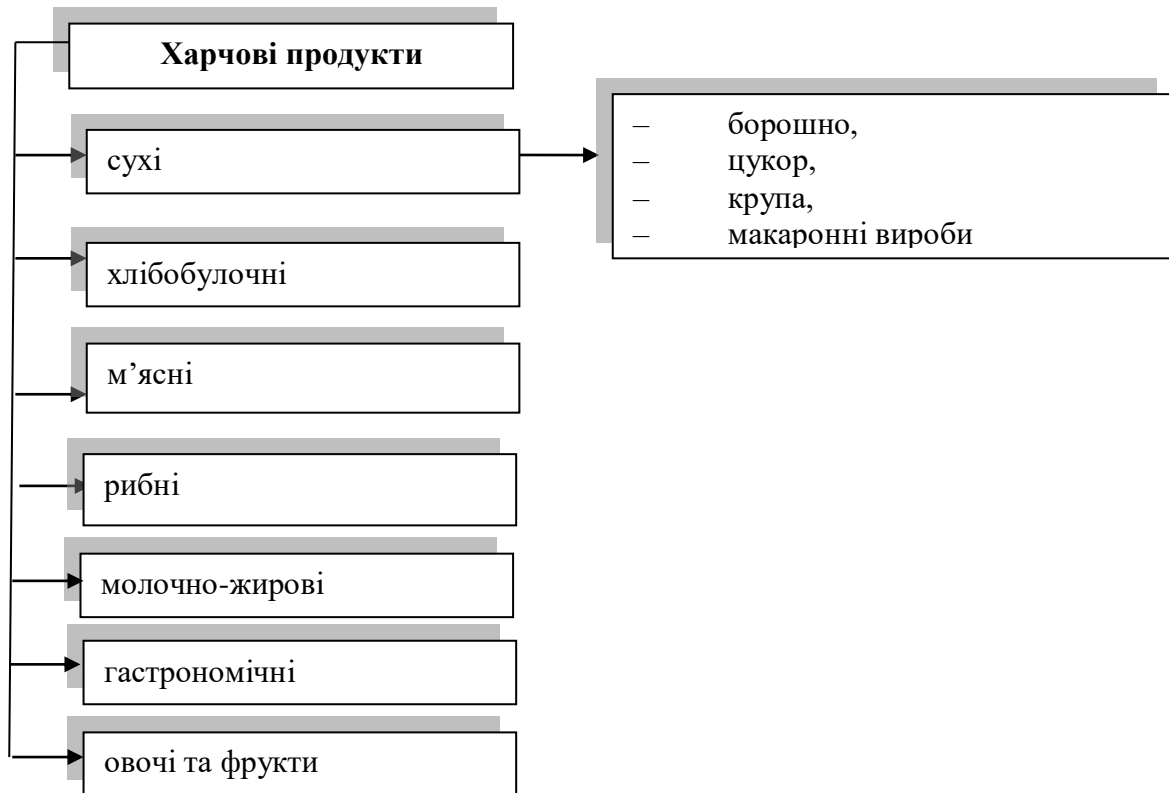 Харчові продукти
сухі
– борошно,
– цукор,
– крупа,
– макаронні вироби
хлібобулочні
м’ясні
рибні
молочно-жирові
гастрономічні
овочі та фрукти